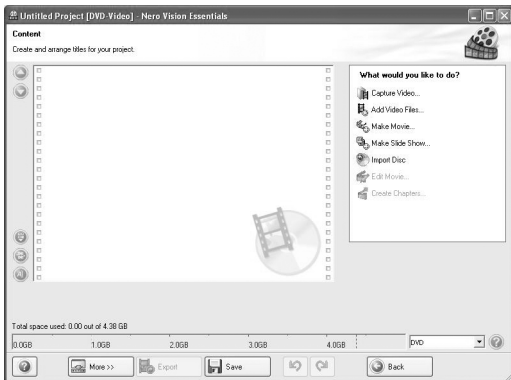 Untitled Project [DVD-Video] - Nero Vision Essentials
Content
Create and arrange titles for your project.
What would you like to do?
Capture Video...
Add Video Files...
Make Movie...
Make Slide Show...
Import Disc
Edit Movie...
Create Chapters...
Total space used: 0.00 out of 4.38 GB
0.0GB 1.0GB 2.0GB 3.0GB 4.0GB DVD
More >> Export Save Back